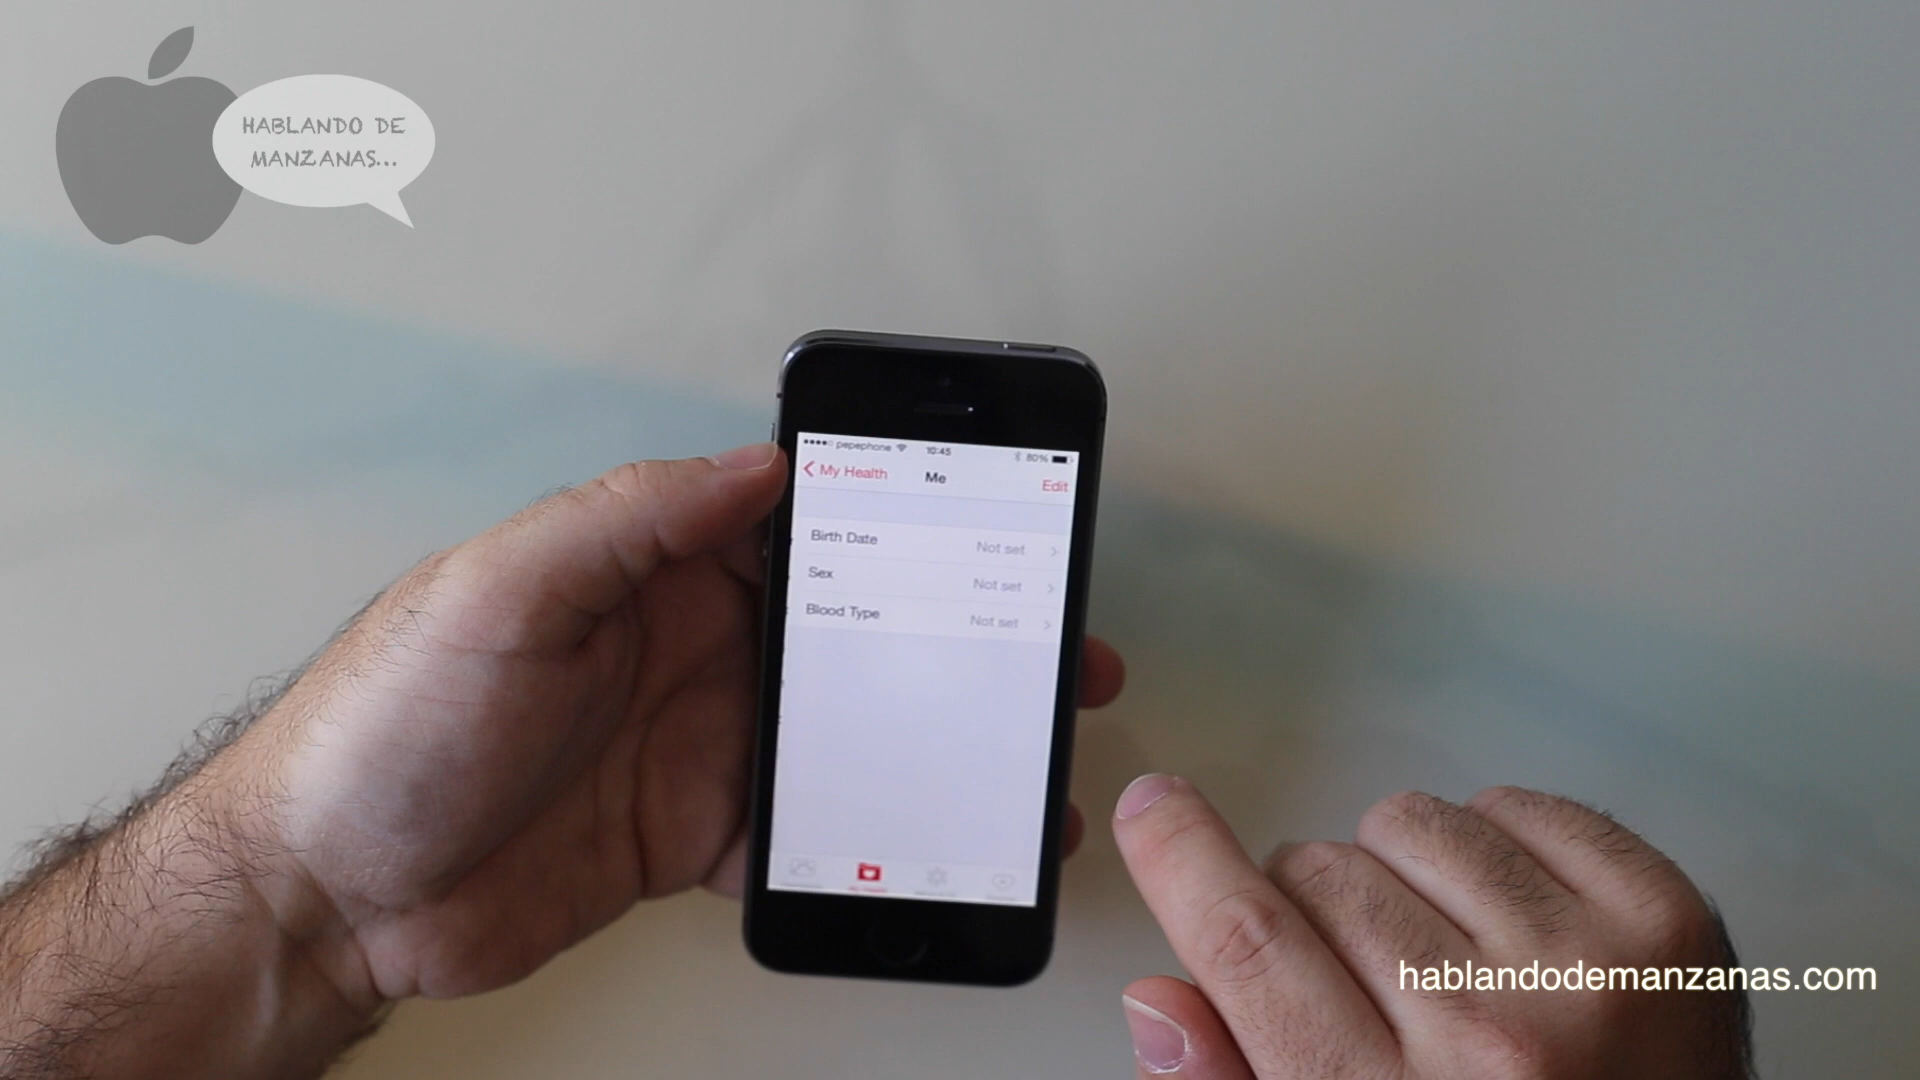 HABLANDO DE
MANZANAS...
pepephone 10:45 80%
My Health Me Edit
Birth Date Not set
Sex Not set
Blood Type Not set
hablandodemanzanas.com